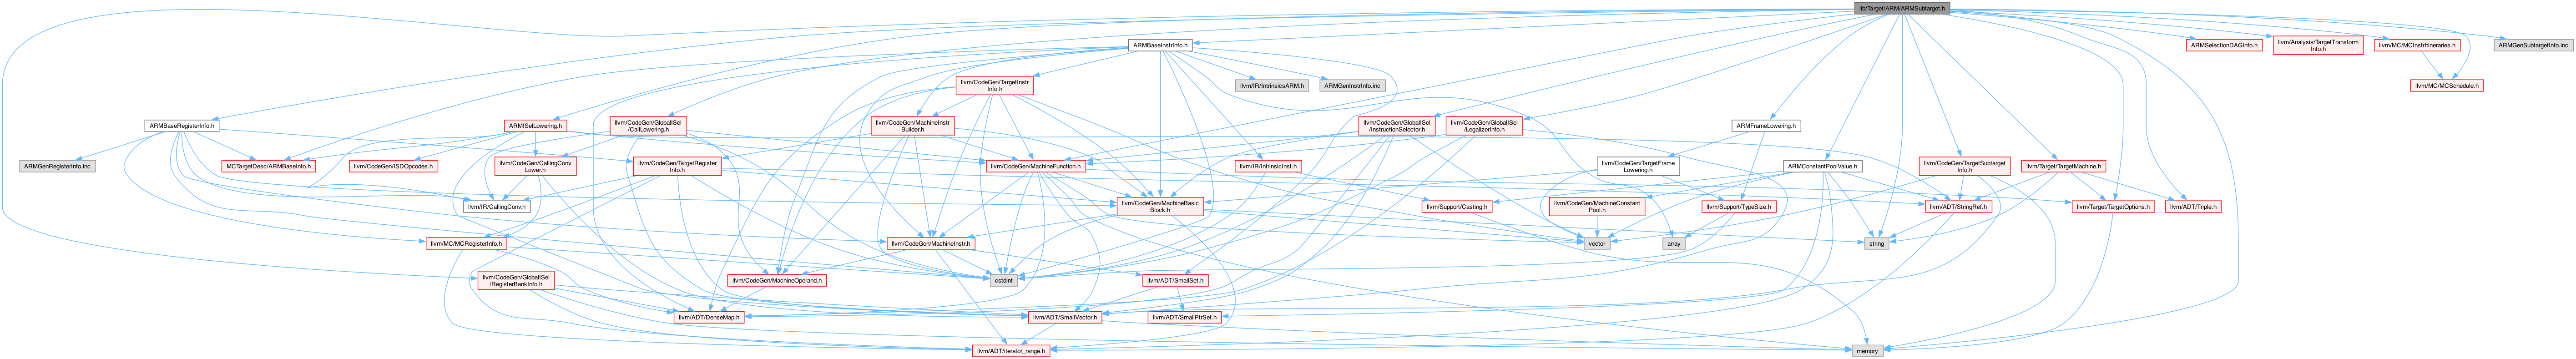 lib/Target/ARM/ARMSubtarget.h
ARMBaseInstrInfo.h
ARMSelectionDAGInfo.h
llvm/Analysis/TargetTransform
Info.h
llvm/MC/MCInstrItineraries.h
ARMGenSubtargetInfo.inc
llvm/CodeGen/TargetInstr
Info.h
llvm/IR/IntrinsicsARM.h
ARMGenInstrInfo.inc
llvm/MC/MCSchedule.h
ARMBaseRegisterInfo.h
ARMISelLowering.h
llvm/CodeGen/GlobalISel
/CallLowering.h
llvm/CodeGen/MachineInstr
Builder.h
llvm/CodeGen/GlobalISel
/InstructionSelector.h
llvm/CodeGen/GlobalISel
/LegalizerInfo.h
ARMFrameLowering.h
ARMGenRegisterInfo.inc
MCTargetDesc/ARMBaseInfo.h
llvm/CodeGen/ISDOpcodes.h
llvm/CodeGen/CallingConv
Lower.h
llvm/CodeGen/TargetRegister
Info.h
llvm/CodeGen/MachineFunction.h
llvm/IR/IntrinsicInst.h
llvm/CodeGen/TargetFrame
Lowering.h
ARMConstantPoolValue.h
llvm/CodeGen/TargetSubtarget
Info.h
llvm/Target/TargetMachine.h
llvm/IR/CallingConv.h
llvm/CodeGen/MachineBasic
Block.h
llvm/Support/Casting.h
llvm/CodeGen/MachineConstant
Pool.h
llvm/Support/TypeSize.h
llvm/ADT/StringRef.h
llvm/Target/TargetOptions.h
llvm/ADT/Triple.h
llvm/MC/MCRegisterInfo.h
llvm/CodeGen/MachineInstr.h
vector
array
string
llvm/CodeGen/GlobalISel
/RegisterBankInfo.h
llvm/CodeGen/MachineOperand.h
cstdint
llvm/ADT/SmallSet.h
llvm/ADT/DenseMap.h
llvm/ADT/SmallVector.h
llvm/ADT/SmallPtrSet.h
llvm/ADT/iterator_range.h
memory